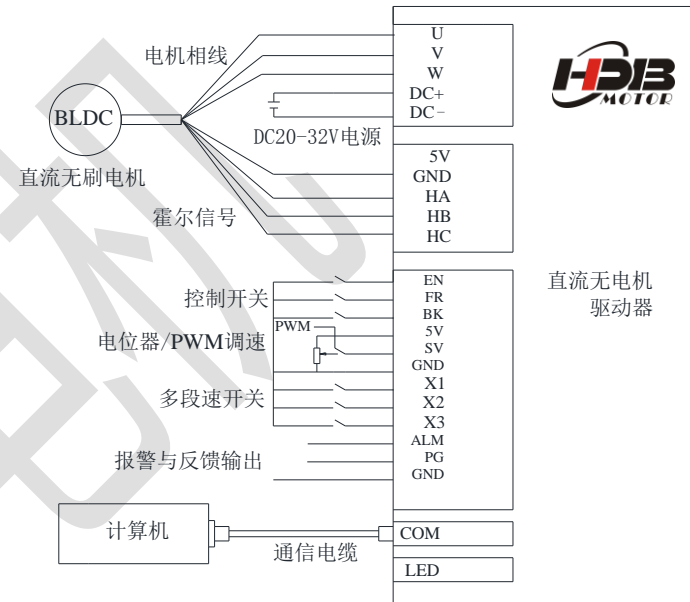 电机相线
BLDC
直流无刷电机
DC20-32V电源
霍尔信号
U
V
W
DC+
DC-
HDB
MOTOR
5V
GND
HA
HB
HC
控制开关
电位器/PWM调速
PWM
多段速开关
报警与反馈输出
EN
FR
BK
5V
SV
GND
X1
X2
X3
ALM
PG
GND
直流无电机
驱动器
计算机
通信电缆
COM
LED
电机